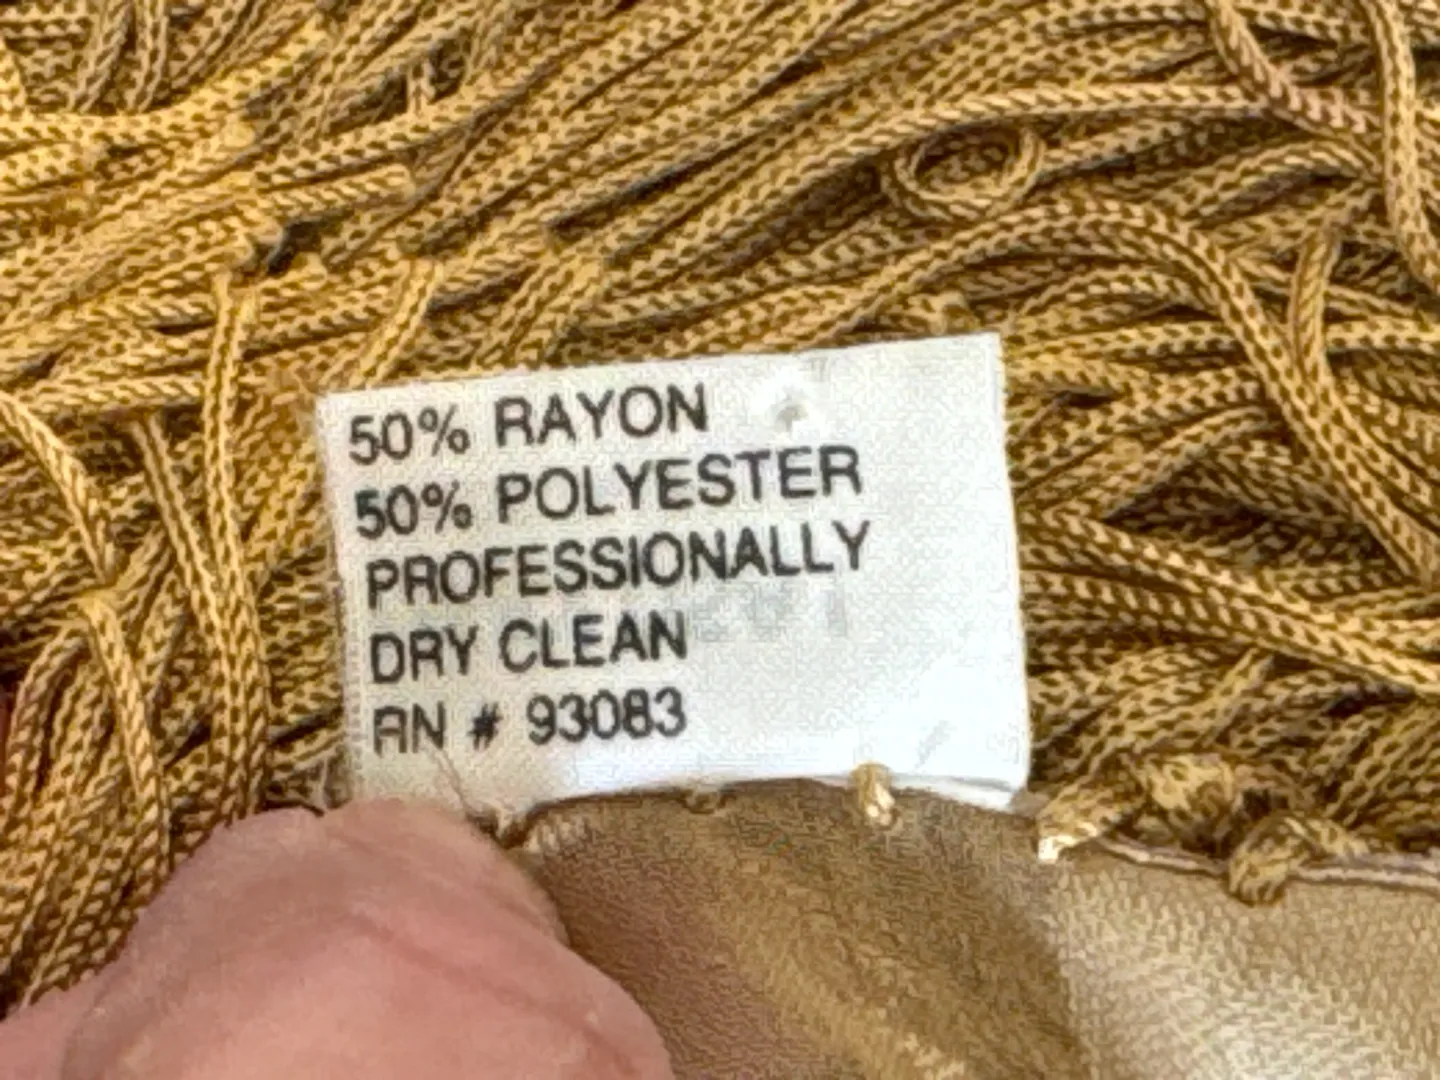 50% RAYON
50% POLYESTER
PROFESSIONALLY
DRY CLEAN
RN # 93083